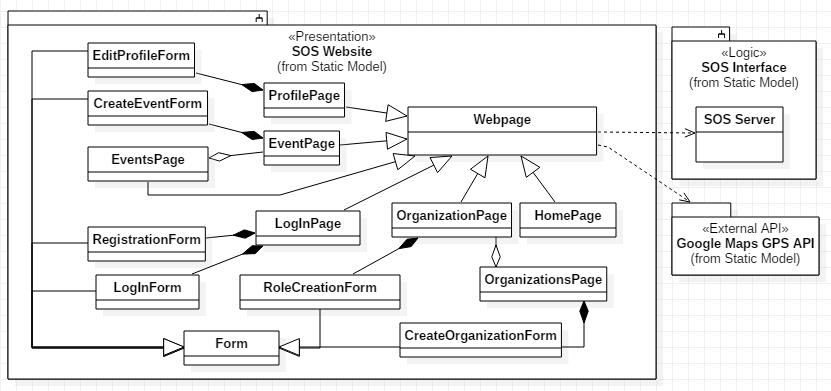 «Presentation»
SOS Website
(from Static Model)
EditProfileForm
ProfilePage
CreateEventForm
Webpage
EventPage
EventsPage
«Logic»
SOS Interface
(from Static Model)
SOS Server
LogInPage
OrganizationPage
HomePage
RegistrationForm
«External API»
Google Maps GPS API
(from Static Model)
LogInForm
RoleCreationForm
OrganizationsPage
Form
CreateOrganizationForm